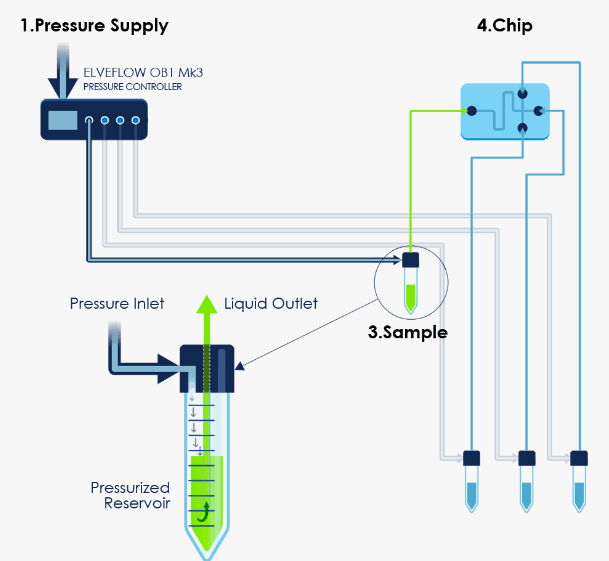 1.Pressure Supply
4.Chip
ELVEFLOW OB1 Mk3
PRESSURE CONTROLLER
Pressure Inlet
Liquid Outlet
3.Sample
Pressurized
Reservoir